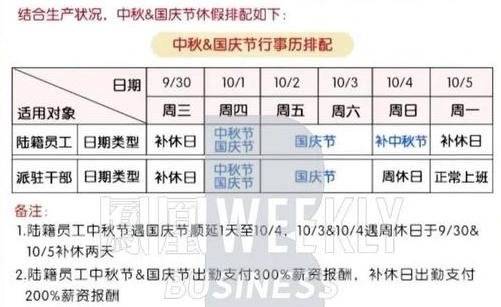 结合生产状况，中秋&国庆节休假排配如下：
中秋&国庆节行事历排配
日期 9/30 10/1 10/2 10/3 10/4 10/5
适用对象 周三 周四 周五 周六 周日 周一
陆籍员工 日期类型 补休日 中秋节 国庆节 国庆节 补中秋节 补休日
派驻干部 日期类型 补休日 中秋节 国庆节 国庆节 周休日 正常上班
备注：
1.陆籍员工中秋节遇国庆节顺延1天至10/4，10/3&10/4遇周休日于9/30&
10/5补休两天
2.陆籍员工中秋节&国庆节出勤支付300%薪资报酬，补休日出勤支付
200%薪资报酬。
凤凰WEEKLY
BUSINESS